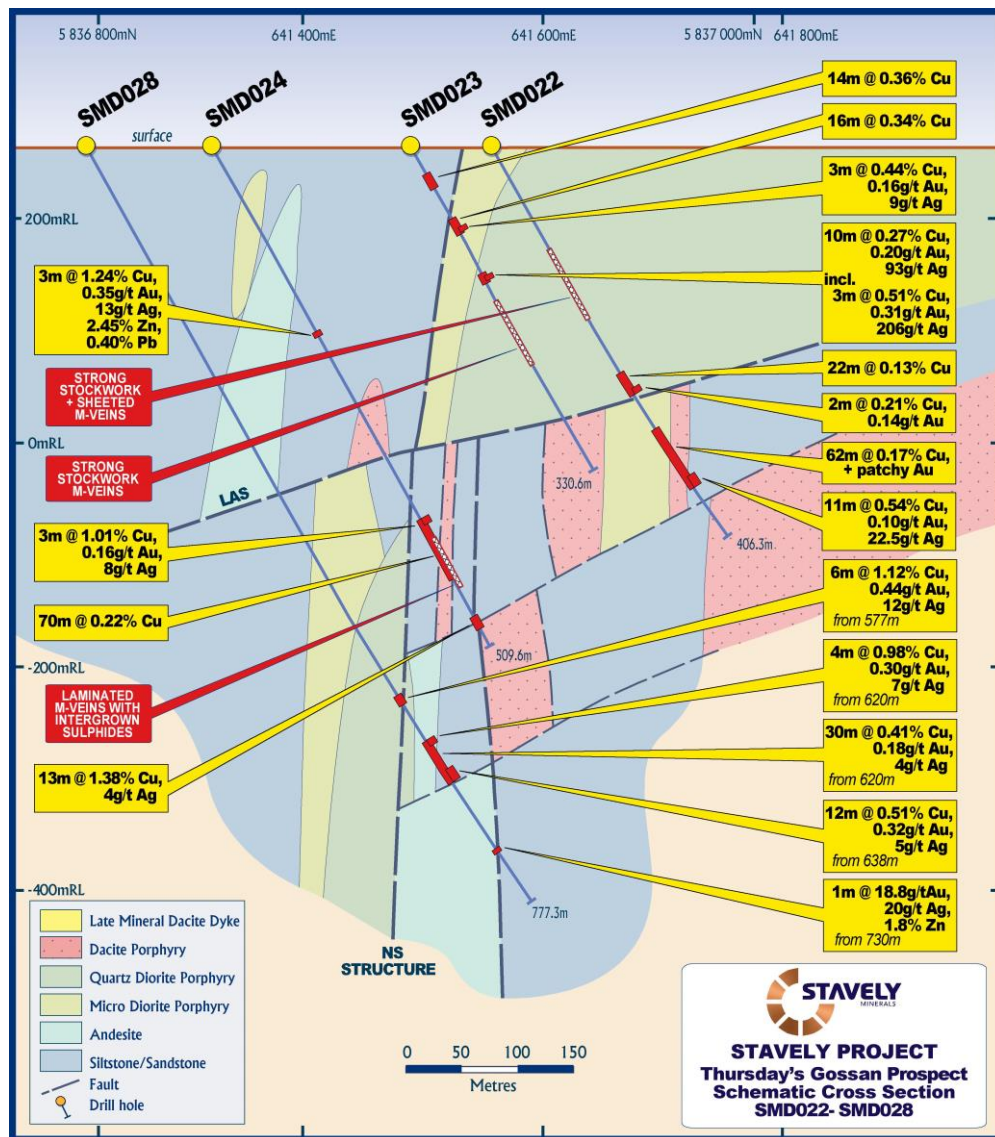 5 836 800mN
641 400mE
641 600mE
5 837 000mN
641 800mE
SMD028
SMD024
SMD023
SMD022
surface
200mRL
0mRL
-200mRL
-400mRL
3m @ 1.24% Cu,
0.35g/t Au,
13g/t Ag,
2.45% Zn,
0.40% Pb
STRONG
STOCKWORK
+ SHEETED
M-VEINS
STRONG
STOCKWORK
M-VEINS
LAS
3m @ 1.01% Cu,
0.16g/t Au,
8g/t Ag
70m @ 0.22% Cu
LAMINATED
M-VEINS WITH
INTERGROWN
SULPHIDES
13m @ 1.38% Cu,
4g/t Ag
330.6m
406.3m
509.6m
777.3m
NS
STRUCTURE
14m @ 0.36% Cu
16m @ 0.34% Cu
3m @ 0.44% Cu,
0.16g/t Au,
9g/t Ag
10m @ 0.27% Cu,
0.20g/t Au,
93g/t Ag
incl.
3m @ 0.51% Cu,
0.31g/t Au,
206g/t Ag
22m @ 0.13% Cu
2m @ 0.21% Cu,
0.14g/t Au
62m @ 0.17% Cu,
+ patchy Au
11m @ 0.54% Cu,
0.10g/t Au,
22.5g/t Ag
6m @ 1.12% Cu,
0.44g/t Au,
12g/t Ag
from 577m
4m @ 0.98% Cu,
0.30g/t Au,
7g/t Ag
from 620m
30m @ 0.41% Cu,
0.18g/t Au,
4g/t Ag
from 620m
12m @ 0.51% Cu,
0.32g/t Au,
5g/t Ag
from 638m
1m @ 18.8g/tAu,
20g/t Ag,
1.8% Zn
from 730m
Late Mineral Dacite Dyke
Dacite Porphyry
Quartz Diorite Porphyry
Micro Diorite Porphyry
Andesite
Siltstone/Sandstone
Fault
Drill hole
0 50 100 150
Metres
STAVELY
MINERALS
STAVELY PROJECT
Thursday's Gossan Prospect
Schematic Cross Section
SMD022- SMD028